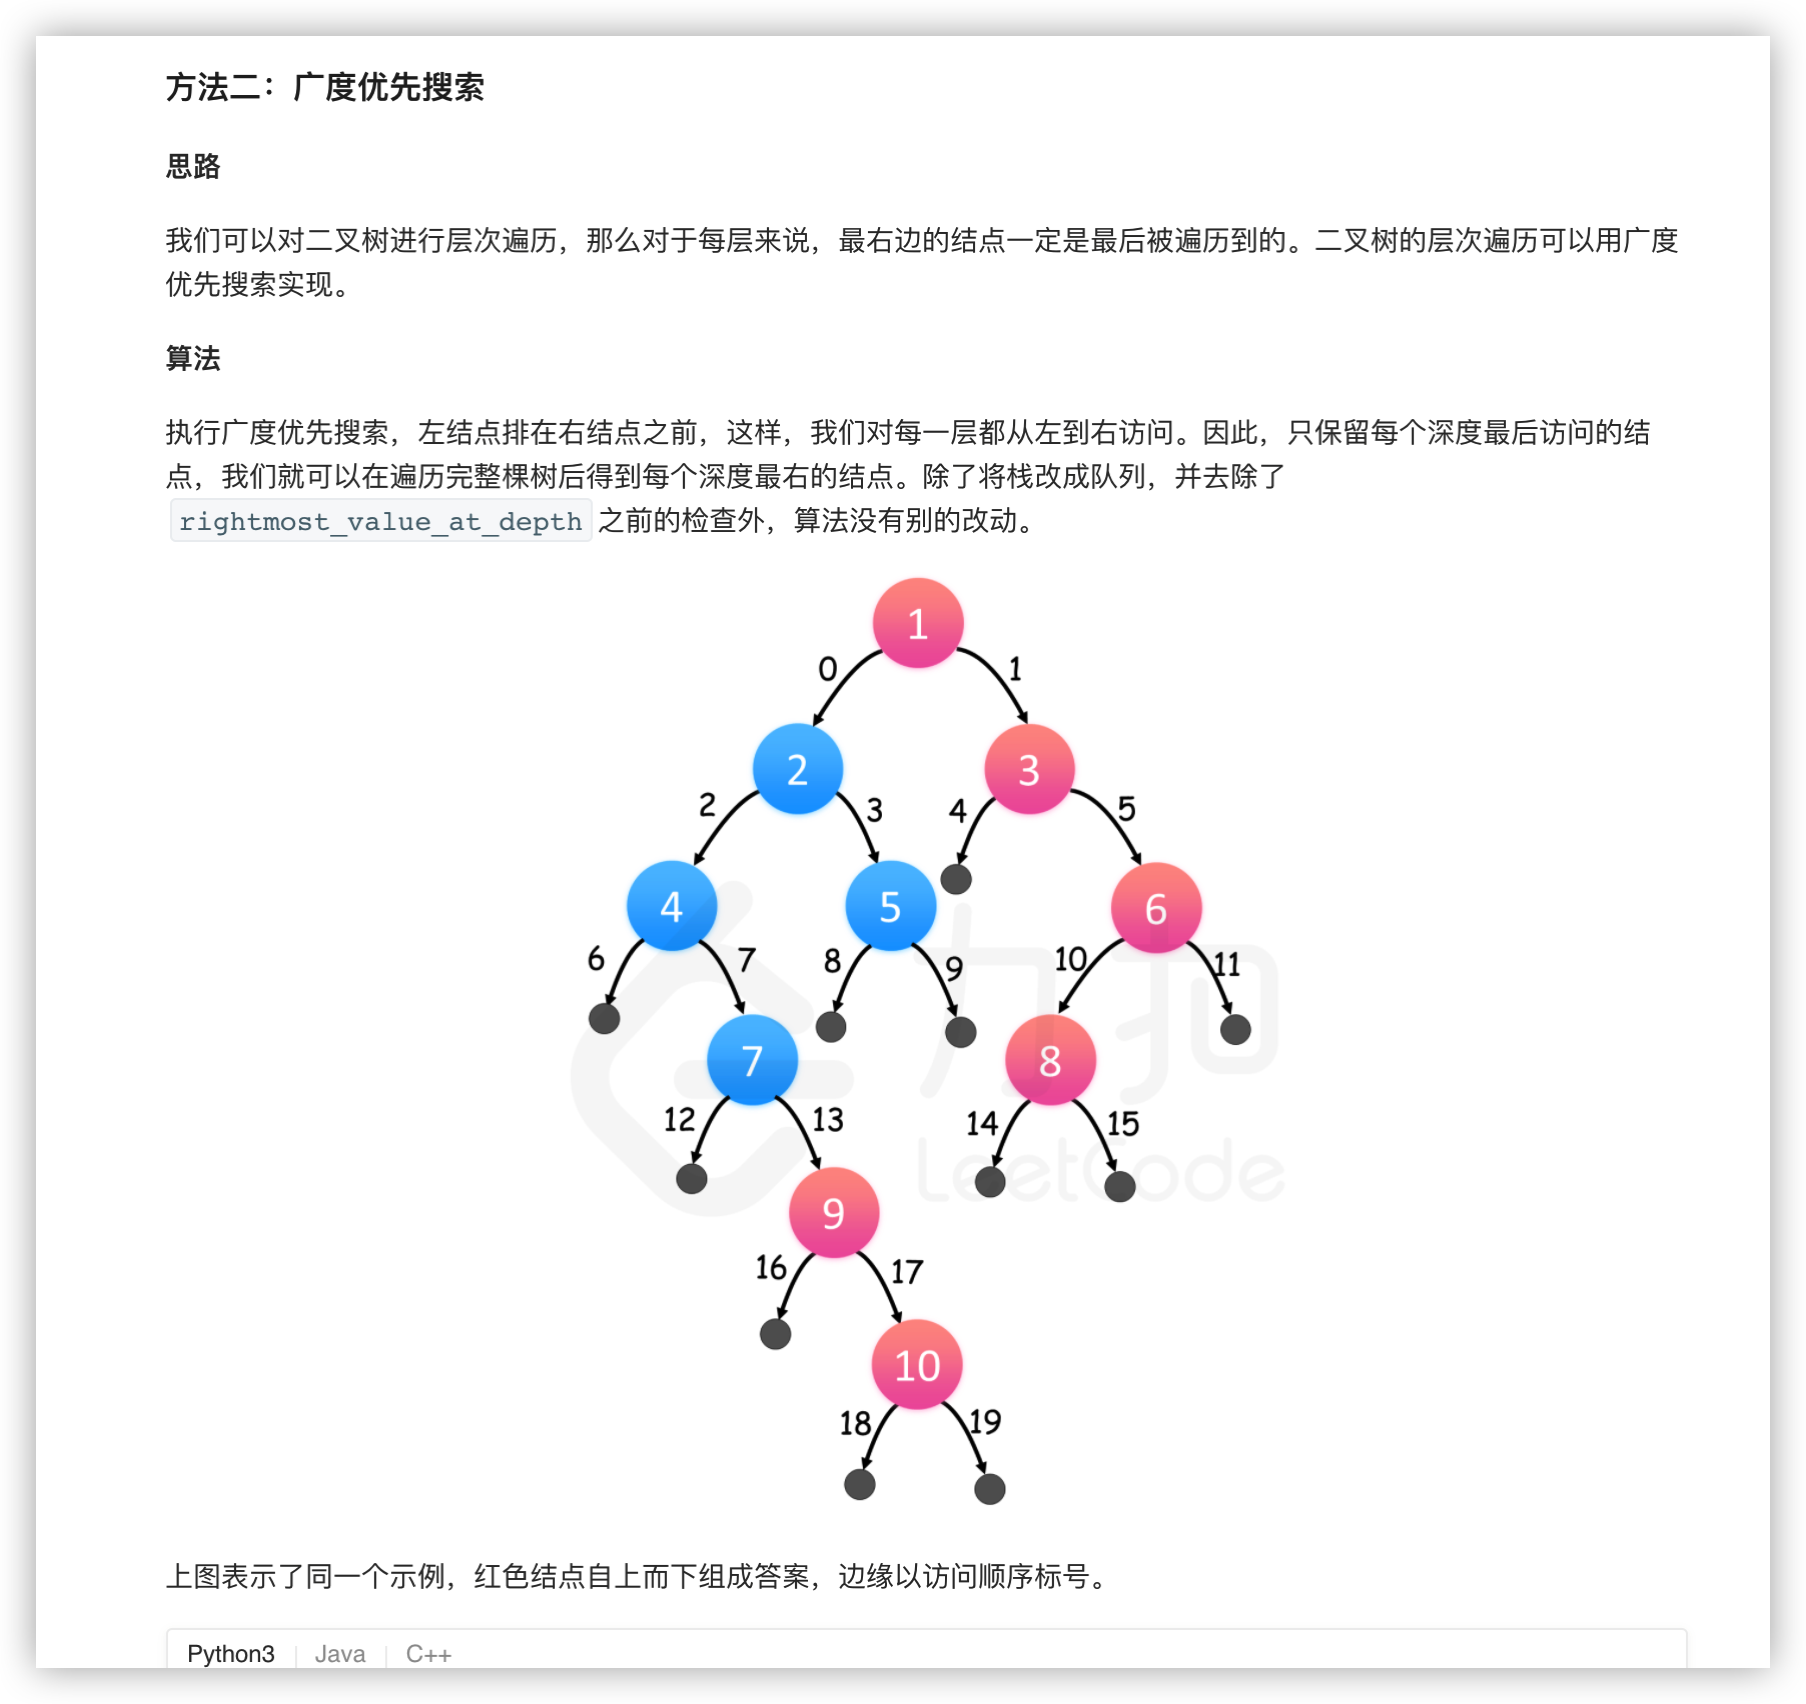 方法二：广度优先搜索
思路
我们可以对二叉树进行层次遍历，那么对于每层来说，最右边的结点一定是最后被遍历到的。二叉树的层次遍历可以用广度
优先搜索实现。
算法
执行广度优先搜索，左结点排在右结点之前，这样，我们对每一层都从左到右访问。因此，只保留每个深度最后访问的结
点，我们就可以在遍历完整棵树后得到每个深度最右的结点。除了将栈改成队列，并去除了
rightmost_value_at_depth 之前的检查外，算法没有别的改动。
1
0 1
2 3
2 3 4 5
4 5 6
6 7 8 9 10 11
7 8
12 13 14 15
9
16 17
10
18 19
力扣
LeetCode
上图表示了同一个示例，红色结点自上而下组成答案，边缘以访问顺序标号。
Python3 Java C++